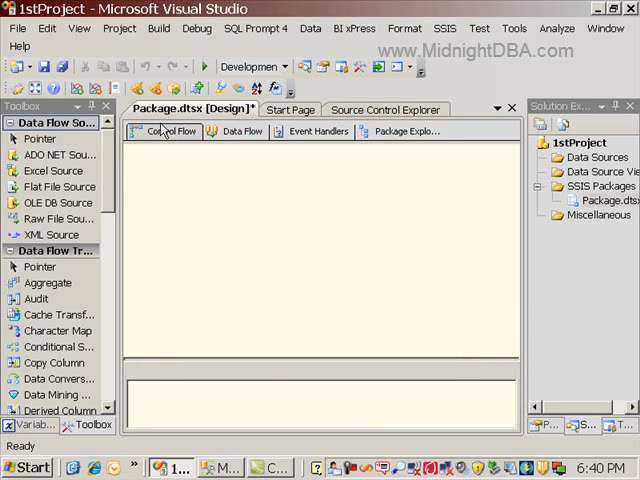 1stProject - Microsoft Visual Studio
File Edit View Project Build Debug SQL Prompt 4 Data BI xPress Format SSIS Test Tools Analyze Window
Help
www.MidnightDBA.com
Developmen
Toolbox
Package.dtsx [Design]* Start Page Source Control Explorer
Solution Ex...
Data Flow So...
Control Flow Data Flow Event Handlers Package Explo...
Pointer
ADO NET Sou...
Excel Source
Flat File Source
OLE DB Source
Raw File Sou...
XML Source
Data Flow Tr...
Pointer
Aggregate
Audit
Cache Transf...
Character Map
Conditional S...
Copy Column
Data Convers...
Data Mining ...
Derived Column
1stProject
Data Sources
Data Source Vie
SSIS Packages
Package.dtsx
Miscellaneous
Variab... Toolbox
P... S... T...
Ready
Start 1... M... C... 6:40 PM